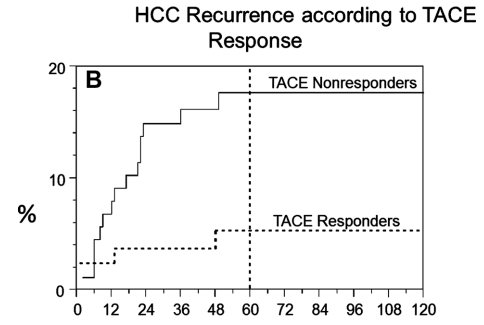 HCC Recurrence according to TACE
Response
20
B
TACE Nonresponders
10
%
TACE Responders
0
0 12 24 36 48 60 72 84 96 108 120